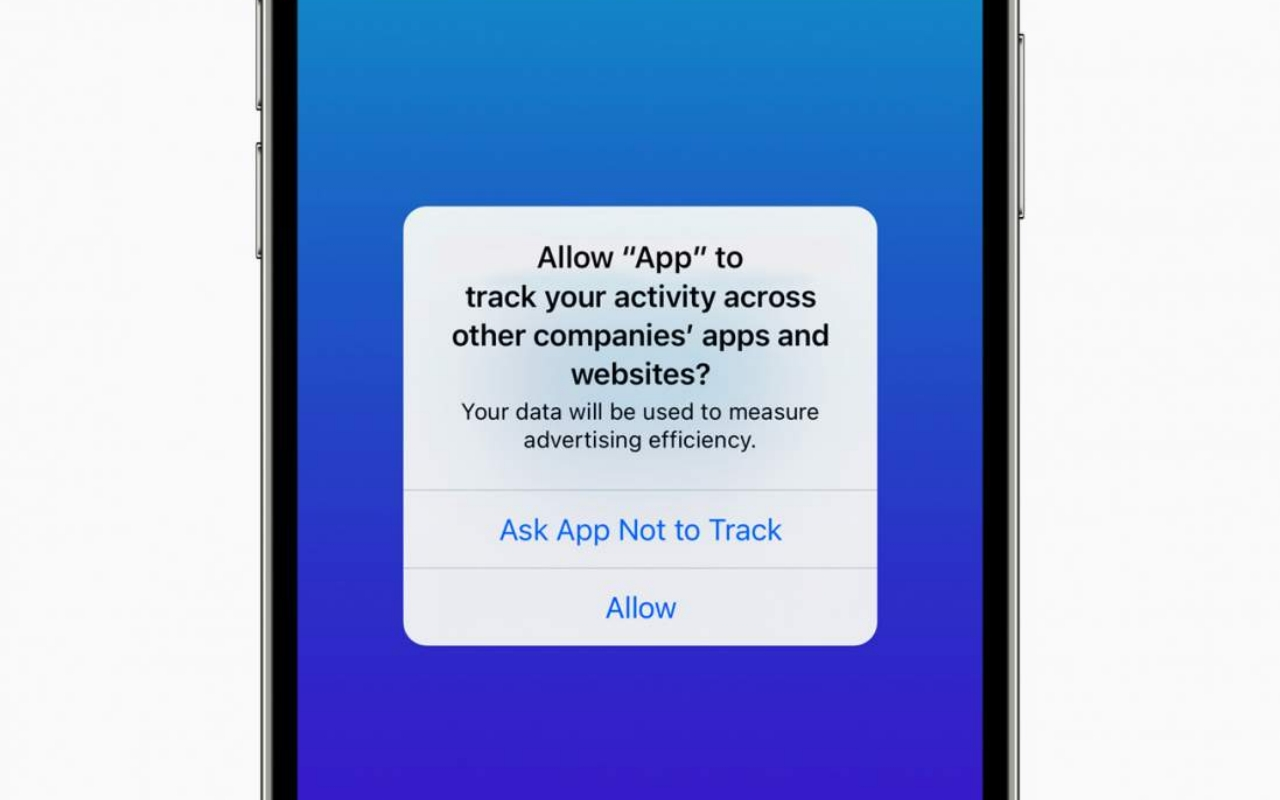 Allow “App” to
track your activity across
other companies’ apps and
websites?
Your data will be used to measure
advertising efficiency.
Ask App Not to Track
Allow